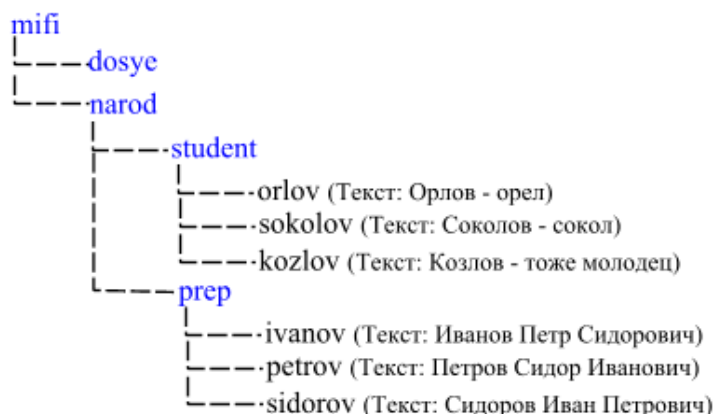 mifi
dosye
narod
student
orlov (Текст: Орлов - орел)
sokolov (Текст: Соколов - сокол)
kozlov (Текст: Козлов - тоже молодец)
prep
ivanov (Текст: Иванов Петр Сидорович)
petrov (Текст: Петров Сидор Иванович)
sidorov (Текст: Сидоров Иван Петрович)